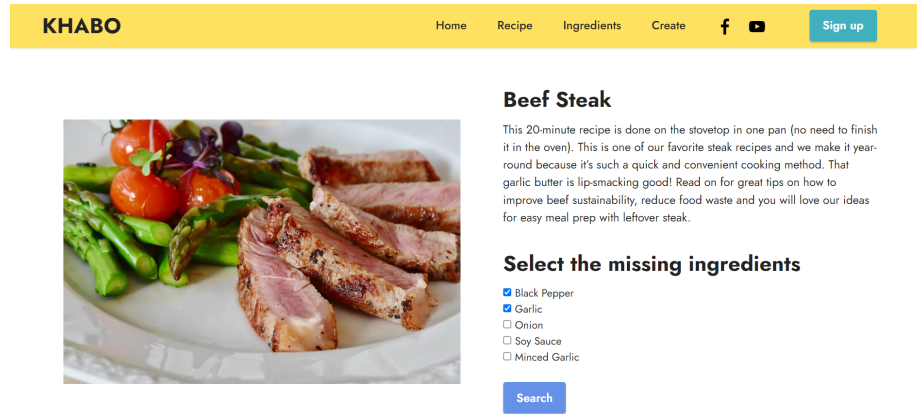 KHABO
Home
Recipe
Ingredients
Create
Sign up
Beef Steak
This 20-minute recipe is done on the stovetop in one pan (no need to finish
it in the oven). This is one of our favorite steak recipes and we make it year-
round because it's such a quick and convenient cooking method. That
garlic butter is lip-smacking good! Read on for great tips on how to
improve beef sustainability, reduce food waste and you will love our ideas
for easy meal prep with leftover steak.
Select the missing ingredients
Black Pepper
Garlic
Onion
Soy Sauce
Minced Garlic
Search